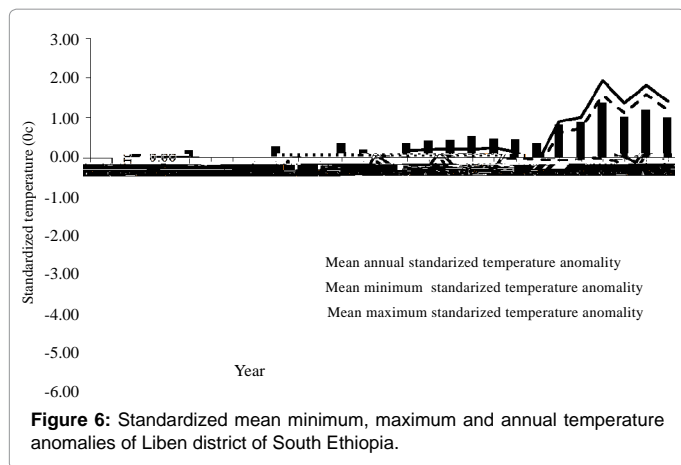 3.00
2.00
1.00
0.00
-1.00
-2.00
-3.00
-4.00
-5.00
-6.00
Standardized temperature (0c)
Mean annual standarized temperature anomality
Mean minimum standarized temperature anomality
Mean maximum standarized temperature anomality
Year
Figure 6: Standardized mean minimum, maximum and annual temperature
anomalies of Liben district of South Ethiopia.